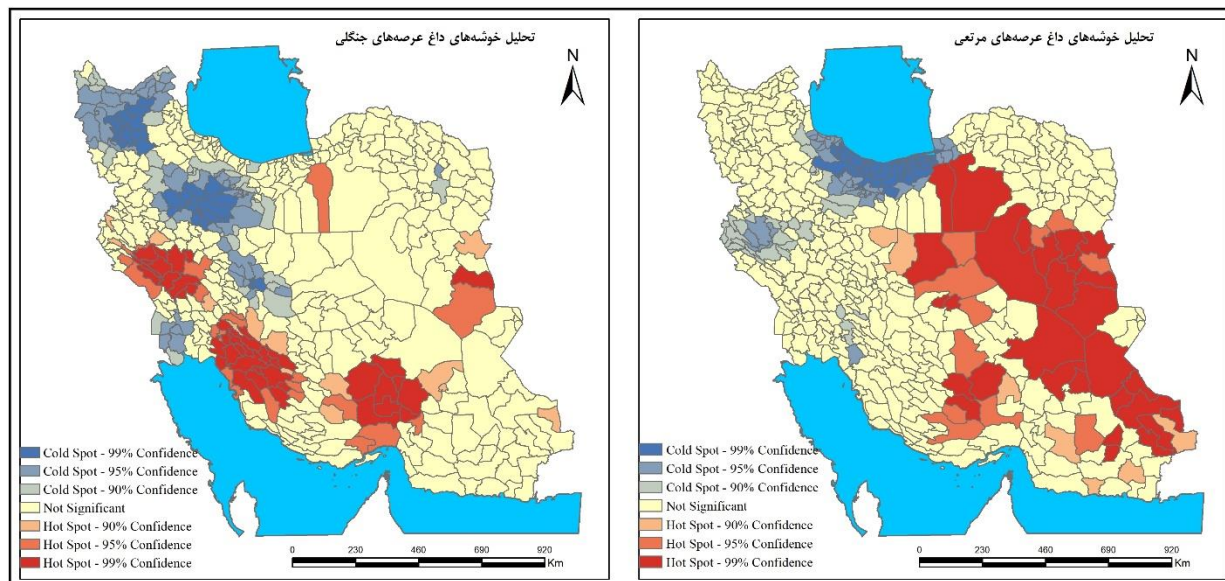 تحلیل خوشه‌های داغ عرصه‌های جنگلی
N
Cold Spot - 99% Confidence
Cold Spot - 95% Confidence
Cold Spot - 90% Confidence
Not Significant
Hot Spot - 90% Confidence
Hot Spot - 95% Confidence
Hot Spot - 99% Confidence
0 230 460 690 920
Km
تحلیل خوشه‌های داغ عرصه‌های مرتعی
N
Cold Spot - 99% Confidence
Cold Spot - 95% Confidence
Cold Spot - 90% Confidence
Not Significant
Hot Spot - 90% Confidence
Hot Spot - 95% Confidence
Hot Spot - 99% Confidence
0 230 460 690 920
Km